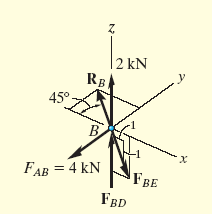 z
2 kN
R_B
y
45°
B
1
1
x
F_AB = 4 kN
F_BE
F_BD